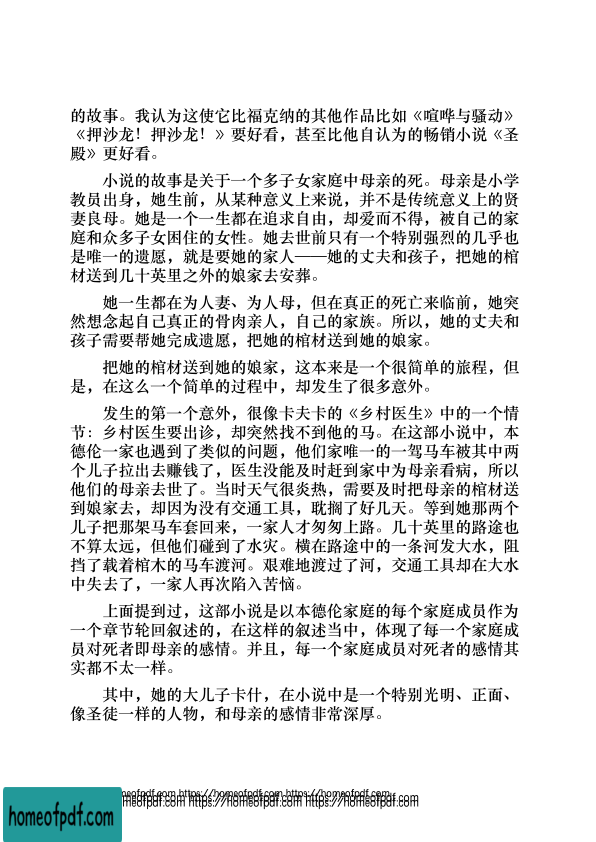 的故事。我认为这使它比福克纳的其他作品比如《喧哗与骚动》
《押沙龙！押沙龙！》要好看，甚至比他自认为的畅销小说《圣
殿》更好看。
小说的故事是关于一个多子女家庭中母亲的死。母亲是小学
教员出身，她生前，从某种意义上来说，并不是传统意义上的贤
妻良母。她是一个一生都在追求自由，却爱而不得，被自己的家
庭和众多子女困住的女性。她去世前只有一个特别强烈的几乎也
是唯一的遗愿，就是要她的家人——她的丈夫和孩子，把她的棺
材送到几十英里之外的娘家去安葬。
她一生都在为人妻、为人母，但在真正的死亡来临前，她突
然想念起自己真正的骨肉亲人，自己的家族。所以，她的丈夫和
孩子需要帮她完成遗愿，把她的棺材送到她的娘家。
把她的棺材送到她的娘家，这本来是一个很简单的旅程，但
是，在这么一个简单的过程中，却发生了很多意外。
发生的第一个意外，很像卡夫卡的《乡村医生》中的一个情
节：乡村医生要出诊，却突然找不到他的马。在这部小说中，本
德伦一家也遇到了类似的问题，他们家唯一的一驾马车被其中两
个儿子拉出去赚钱了，医生没能及时赶到家中为母亲看病，所以
他们的母亲去世了。当时天气很炎热，需要及时把母亲的棺材送
到娘家去，却因为没有交通工具，耽搁了好几天。等到她那两个
儿子把那架马车套回来，一家人才匆匆上路。几十英里的路途也
不算太远，但他们碰到了水灾。横在路途中的一条河发大水，阻
挡了载着棺木的马车渡河。艰难地渡过了河，交通工具却在大水
中失去了，一家人再次陷入苦恼。
上面提到过，这部小说是以本德伦家庭的每个家庭成员作为
一个章节轮回叙述的，在这样的叙述当中，体现了每一个家庭成
员对死者即母亲的感情。并且，每一个家庭成员对死者的感情其
实都不太一样。
其中，她的大儿子卡什，在小说中是一个特别光明、正面、
像圣徒一样的人物，和母亲的感情非常深厚。
homeofpdf.com https://homeofpdf.com https://homeofpdf.com
homeofpdf.com https://homeofpdf.com https://homeofpdf.com
homeofpdf.com